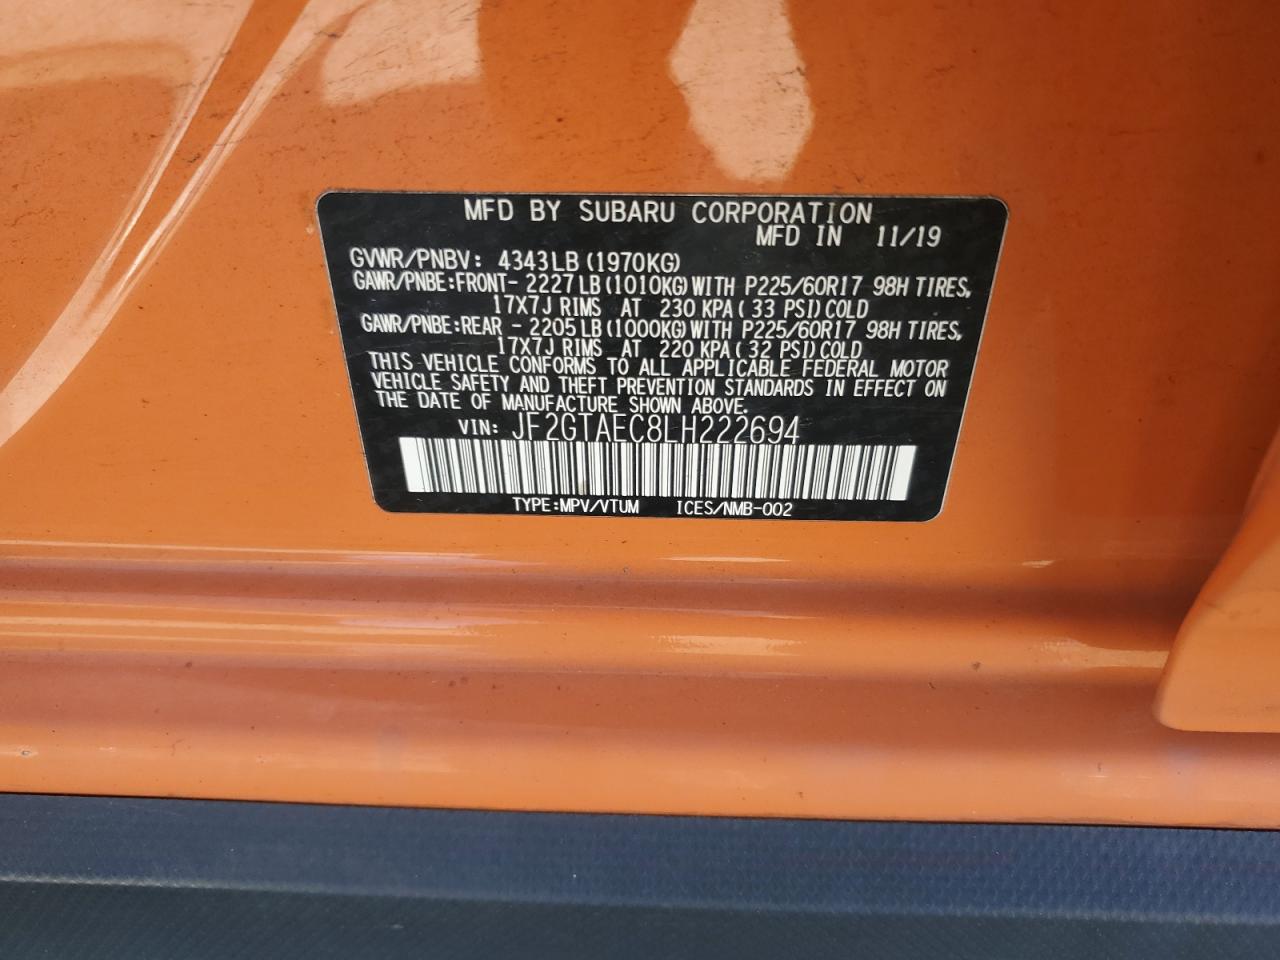 MFD BY SUBARU CORPORATION
MFD IN 11/19
GVWR/PNBV: 4343LB (1970KG)
GAWR/PNBE:FRONT- 2227LB(1010KG)WITH P225/60R17 98H TIRES,
17X7J RIMS AT 230 KPA( 33 PSI)COLD
GAWR/PNBE:REAR - 2205LB(1000KG)WITH P225/60R17 98H TIRES,
17X7J RIMS AT 220 KPA( 32 PSI)COLD
THIS VEHICLE CONFORMS TO ALL APPLICABLE FEDERAL MOTOR
VEHICLE SAFETY AND THEFT PREVENTION STANDARDS IN EFFECT ON
THE DATE OF MANUFACTURE SHOWN ABOVE.
VIN: JF2GTAEC8LH222694
TYPE:MPV/VTUM ICES/NMB-002